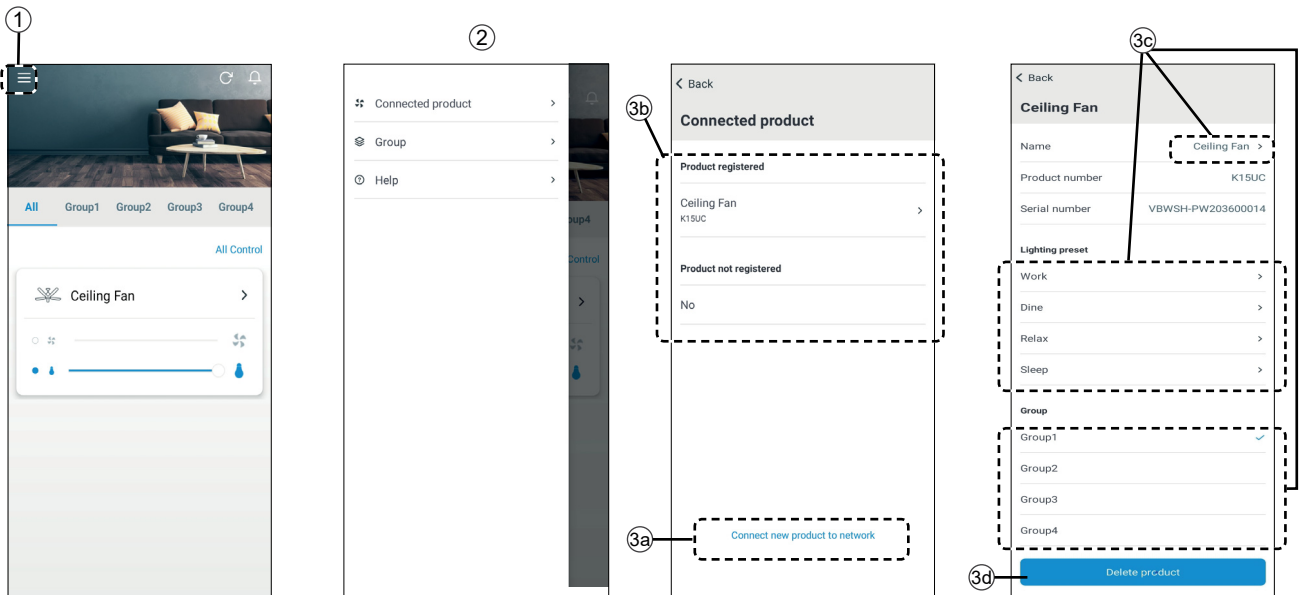 1
All Group1 Group2 Group3 Group4
All Control
Ceiling Fan
2
Connected product
Group
Help
oup4
Control
3b
Back
Connected product
Product registered
Ceiling Fan
K15UC
Product not registered
No
3a
Connect new product to network
3c
Back
Ceiling Fan
Name Ceiling Fan
Product number K15UC
Serial number VBWSH-PW203600014
Lighting preset
Work
Dine
Relax
Sleep
Group
Group1
Group2
Group3
Group4
3d
Delete product